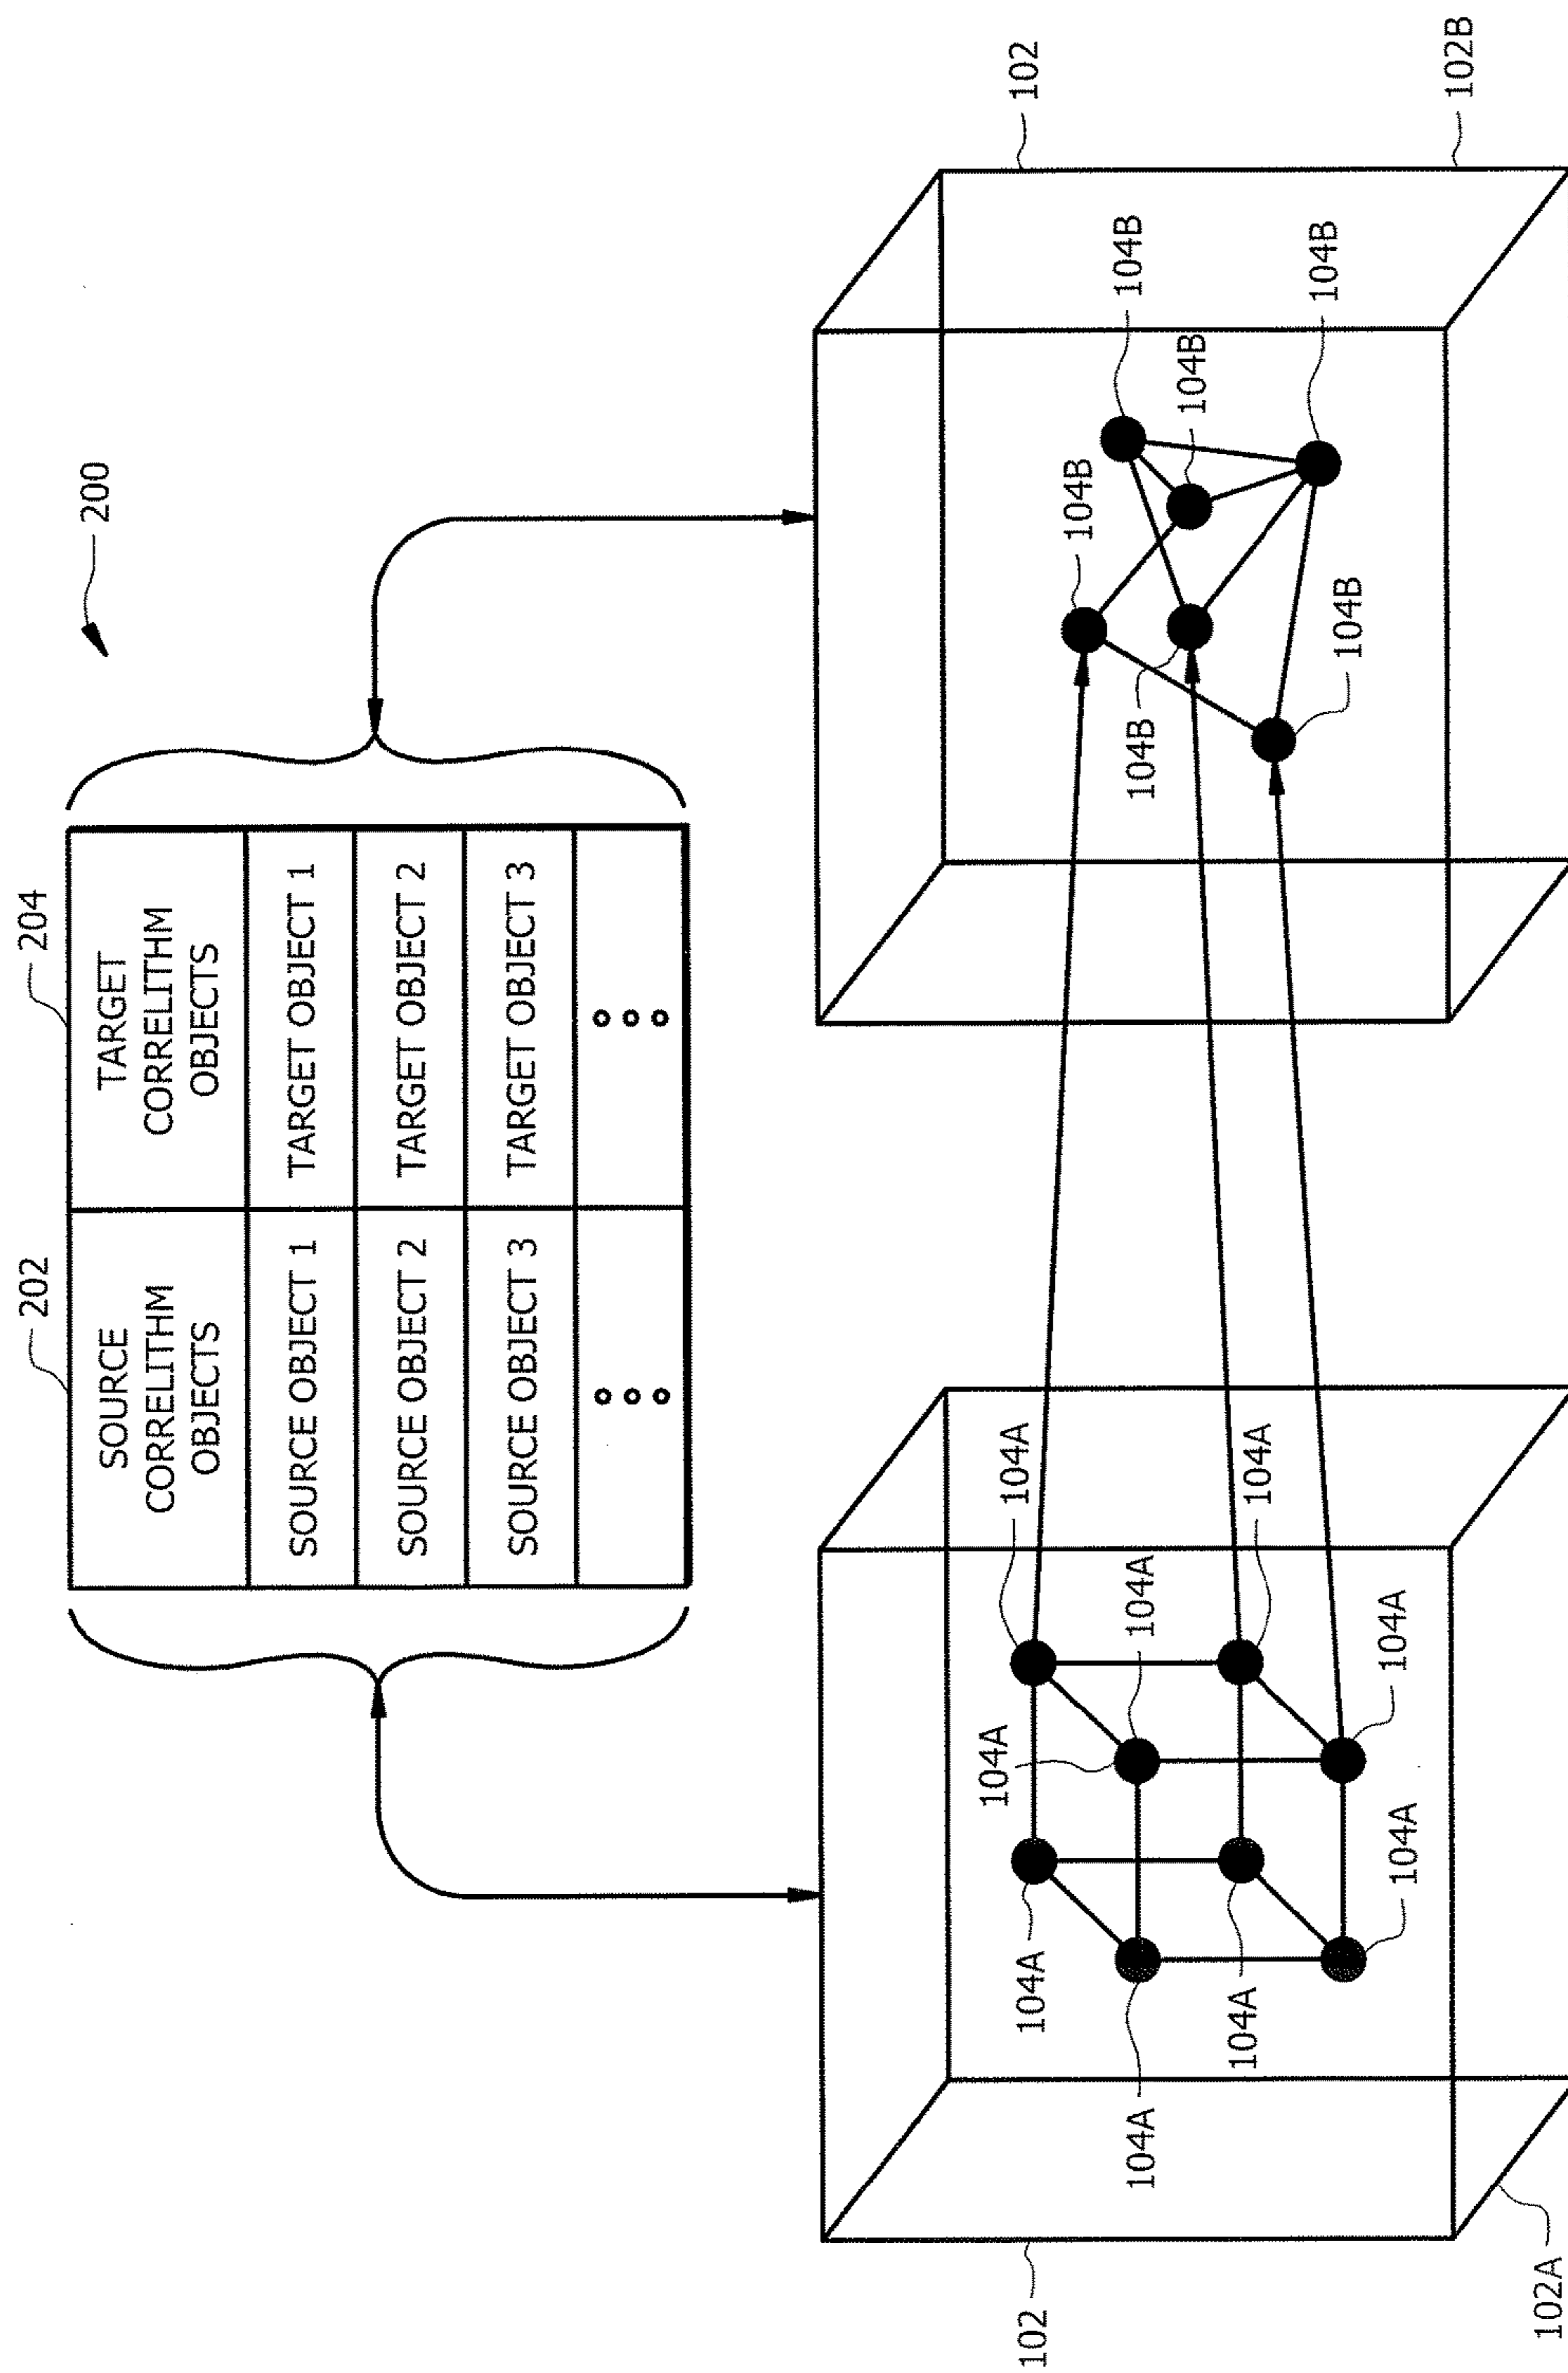 202
204
200
SOURCE
CORRELITHM
OBJECTS
TARGET
CORRELITHM
OBJECTS
SOURCE OBJECT 1
TARGET OBJECT 1
SOURCE OBJECT 2
TARGET OBJECT 2
SOURCE OBJECT 3
TARGET OBJECT 3
102
104A
104A
104A
104A
104A
104A
104A
104A
104A
102A
102
104B
104B
104B
104B
104B
104B
102B